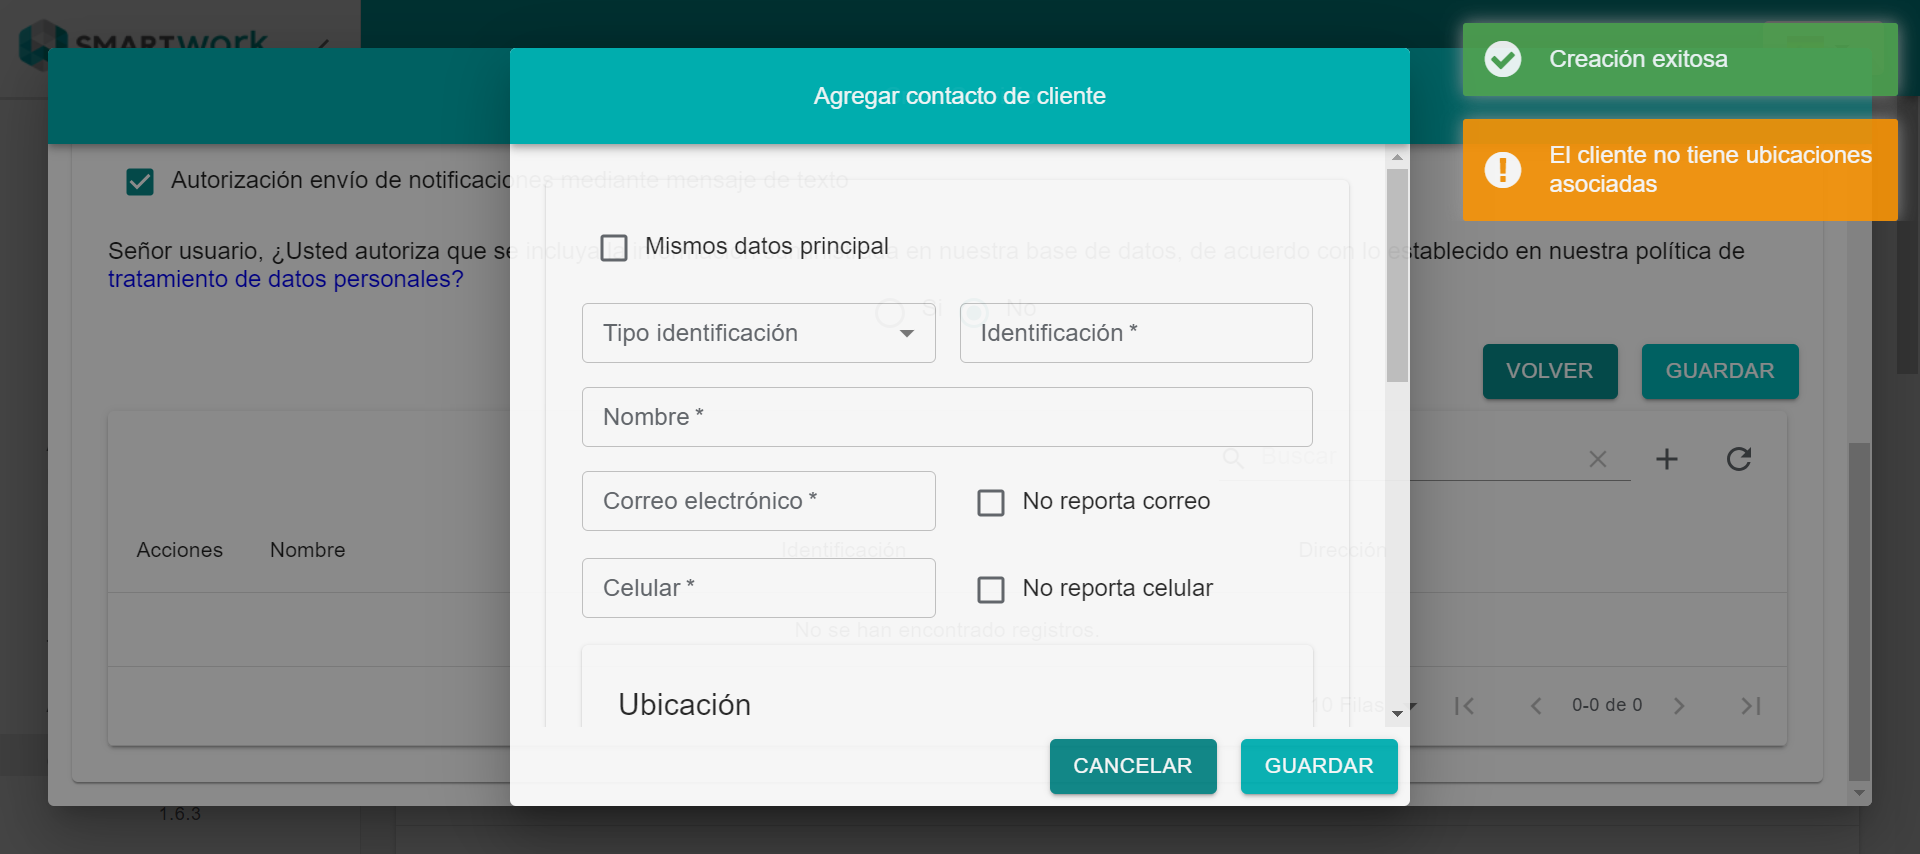 SMARTWORK
Creación exitosa
El cliente no tiene ubicaciones
asociadas
Agregar contacto de cliente
Autorización envío de notificaciones mediante mensaje de texto
Señor usuario, ¿Usted autoriza que se incluya la información suministrada en nuestra base de datos, de acuerdo con lo establecido en nuestra política de
tratamiento de datos personales?
Si No
Mismos datos principal
Tipo identificación
Identificación *
VOLVER
GUARDAR
Nombre *
Buscar
Correo electrónico *
No reporta correo
Acciones
Nombre
Identificación
Dirección
Celular *
No reporta celular
No se han encontrado registros.
Ubicación
10 Filas
0-0 de 0
CANCELAR
GUARDAR
1.6.3